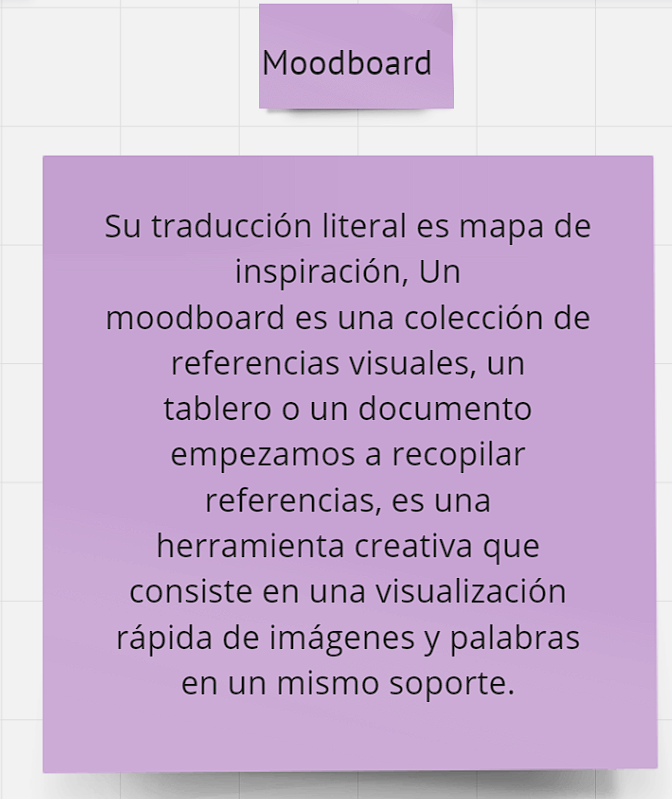 Moodboard
Su traducción literal es mapa de
inspiración, Un
moodboard es una colección de
referencias visuales, un
tablero o un documento
empezamos a recopilar
referencias, es una
herramienta creativa que
consiste en una visualización
rápida de imágenes y palabras
en un mismo soporte.